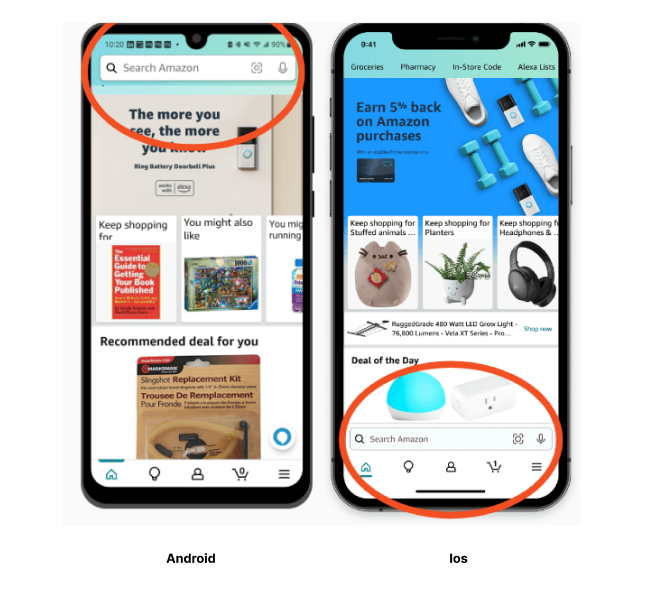 10:20
90%
Search Amazon
The more you
see, the more
you know
Ring Battery Doorbell Plus
works with alexa
Keep shopping
for
You might also
like
You mig
running
The
Essential
Guide to
Getting
Your Book
Published
1000
Recommended deal for you
MARKSMAN
Slingshot Replacement Kit
Trousse De Remplacement
Pour Fronde
0
9:41
Groceries
Pharmacy
In-Store Code
Alexa Lists
Earn 5% back
on Amazon
purchases
With an eligible Prime membership
Keep shopping for
Stuffed animals ...
Keep shopping for
Planters
Keep shopping f
Headphones & ..
RuggedGrade 480 Watt LED Grow Light -
76,800 Lumens - Vela XT Series - Pro...
Shop now
Deal of the Day
Search Amazon
1
Android
Ios